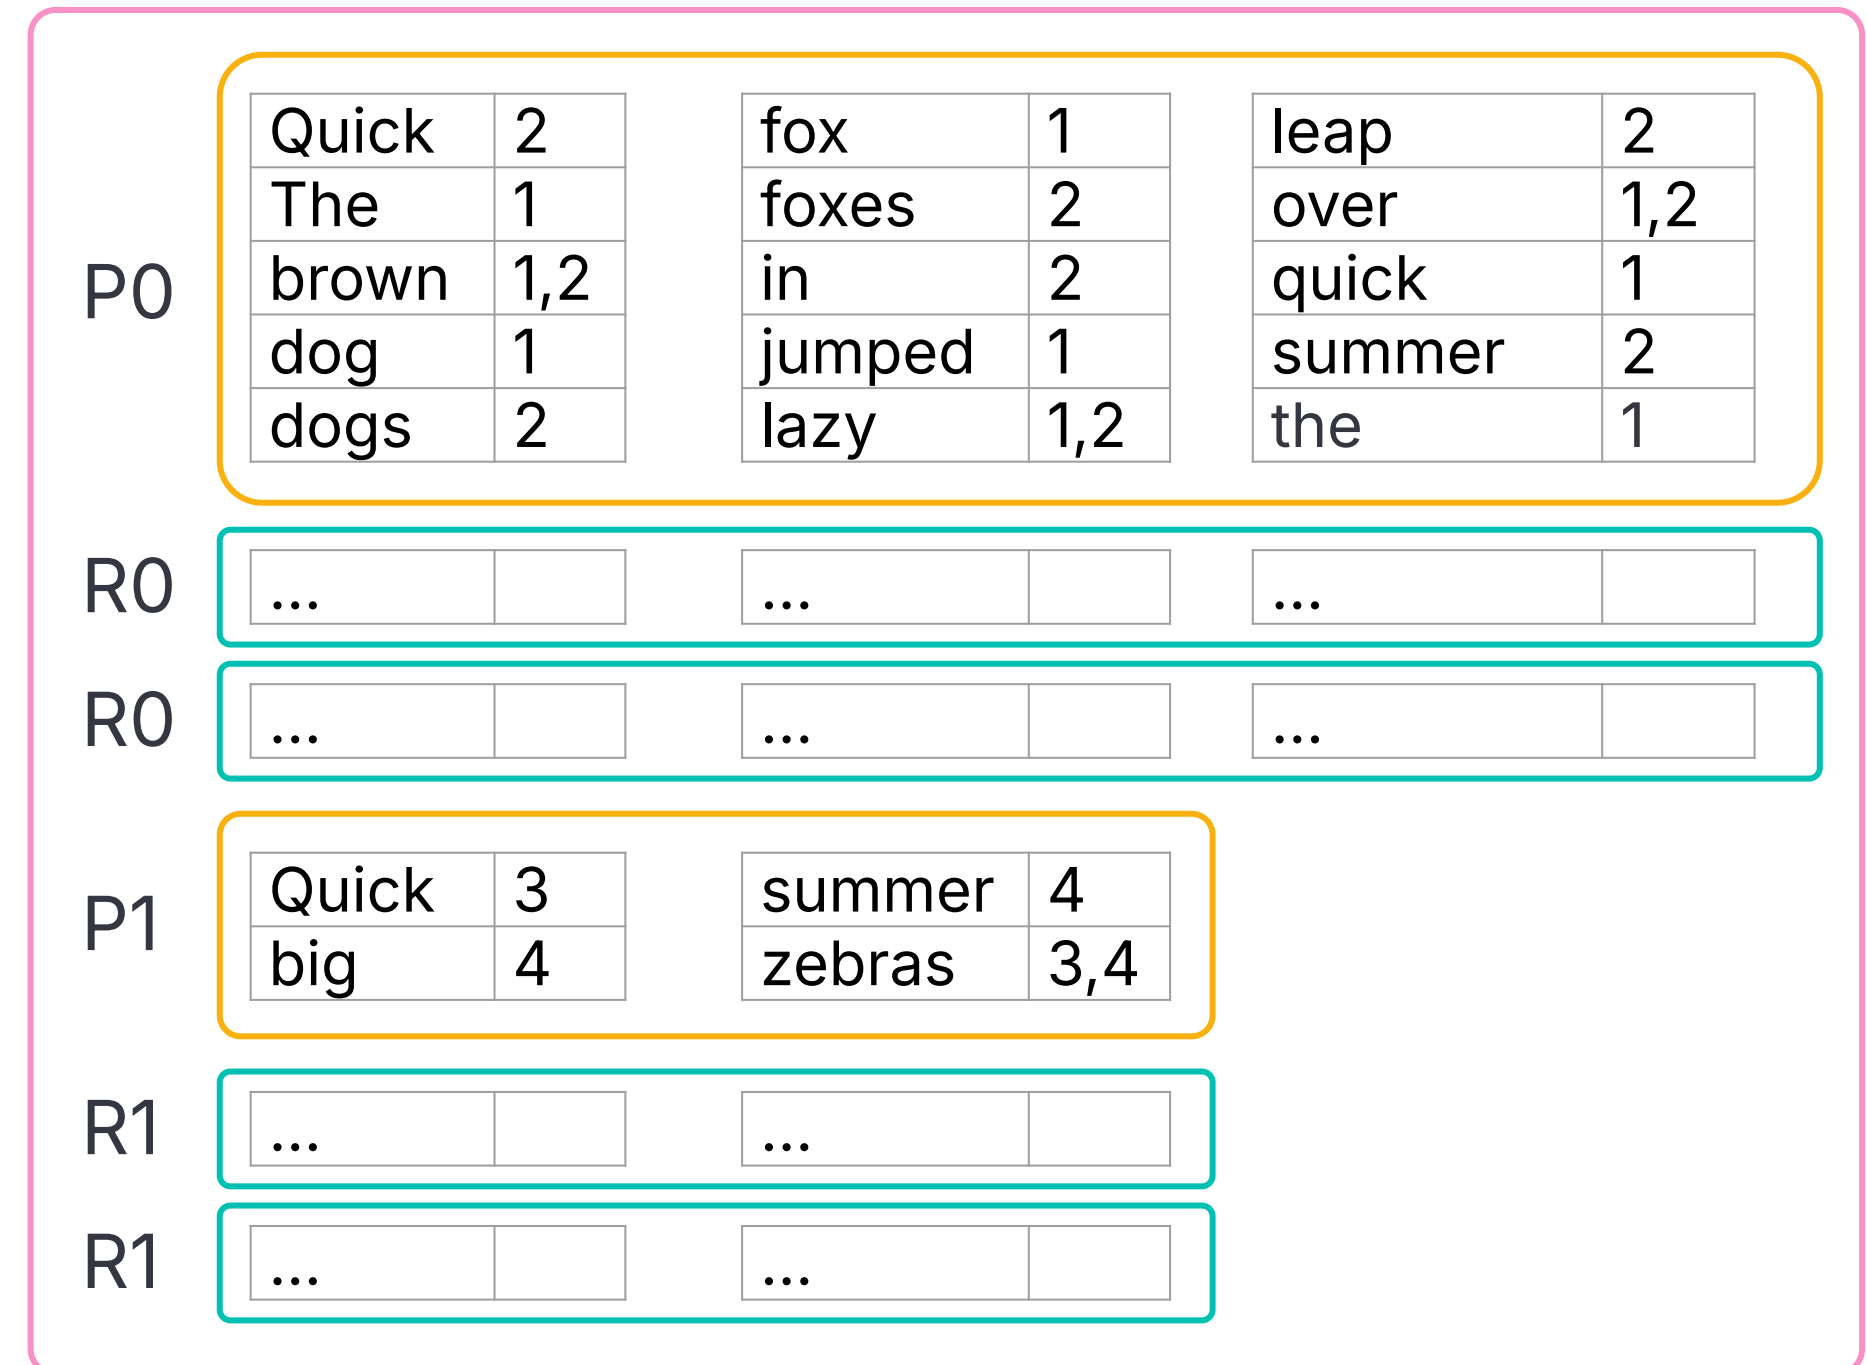 Quick 2 fox 1 leap 2
The 1 foxes 2 over 1,2
P0 brown 1,2 in 2 quick 1
dog 1 jumped 1 summer 2
dogs 2 lazy 1,2 the 1
R0 ... ... ...
R0 ... ... ...
Quick 3 summer 4
P1
big 4 zebras 3,4
R1 ... ...
R1 ... ...